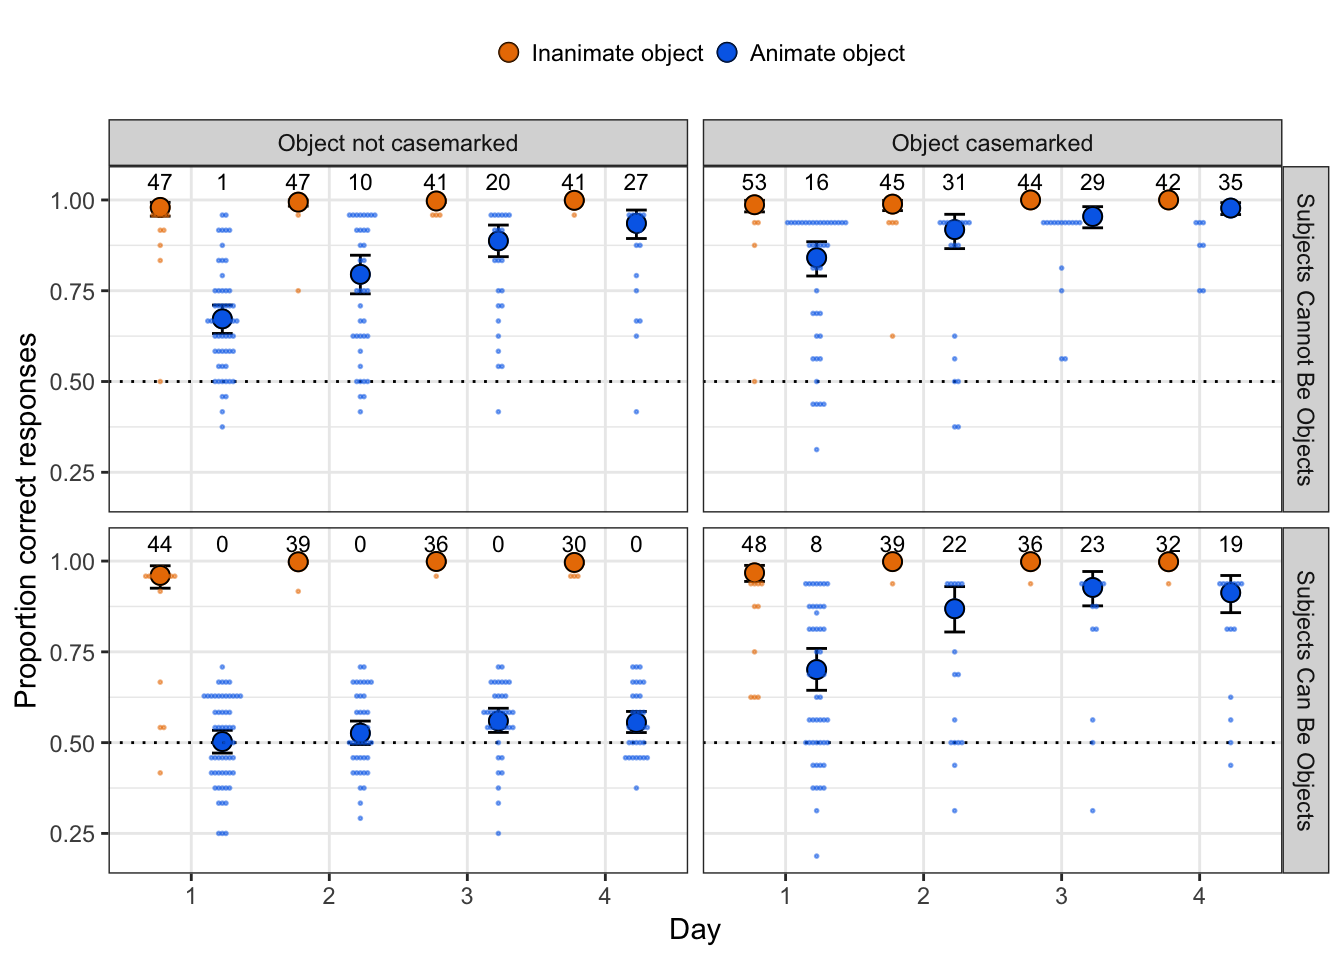 Inanimate object Animate object
Object not casemarked Object casemarked
47 1 47 10 41 20 41 27 53 16 45 31 44 29 42 35
1.00
0.75
0.50
0.25
Subjects Cannot Be Objects
44 0 39 0 36 0 30 0 48 8 39 22 36 23 32 19
1.00
0.75
0.50
0.25
Subjects Can Be Objects
Proportion correct responses
1 2 3 4 1 2 3 4
Day